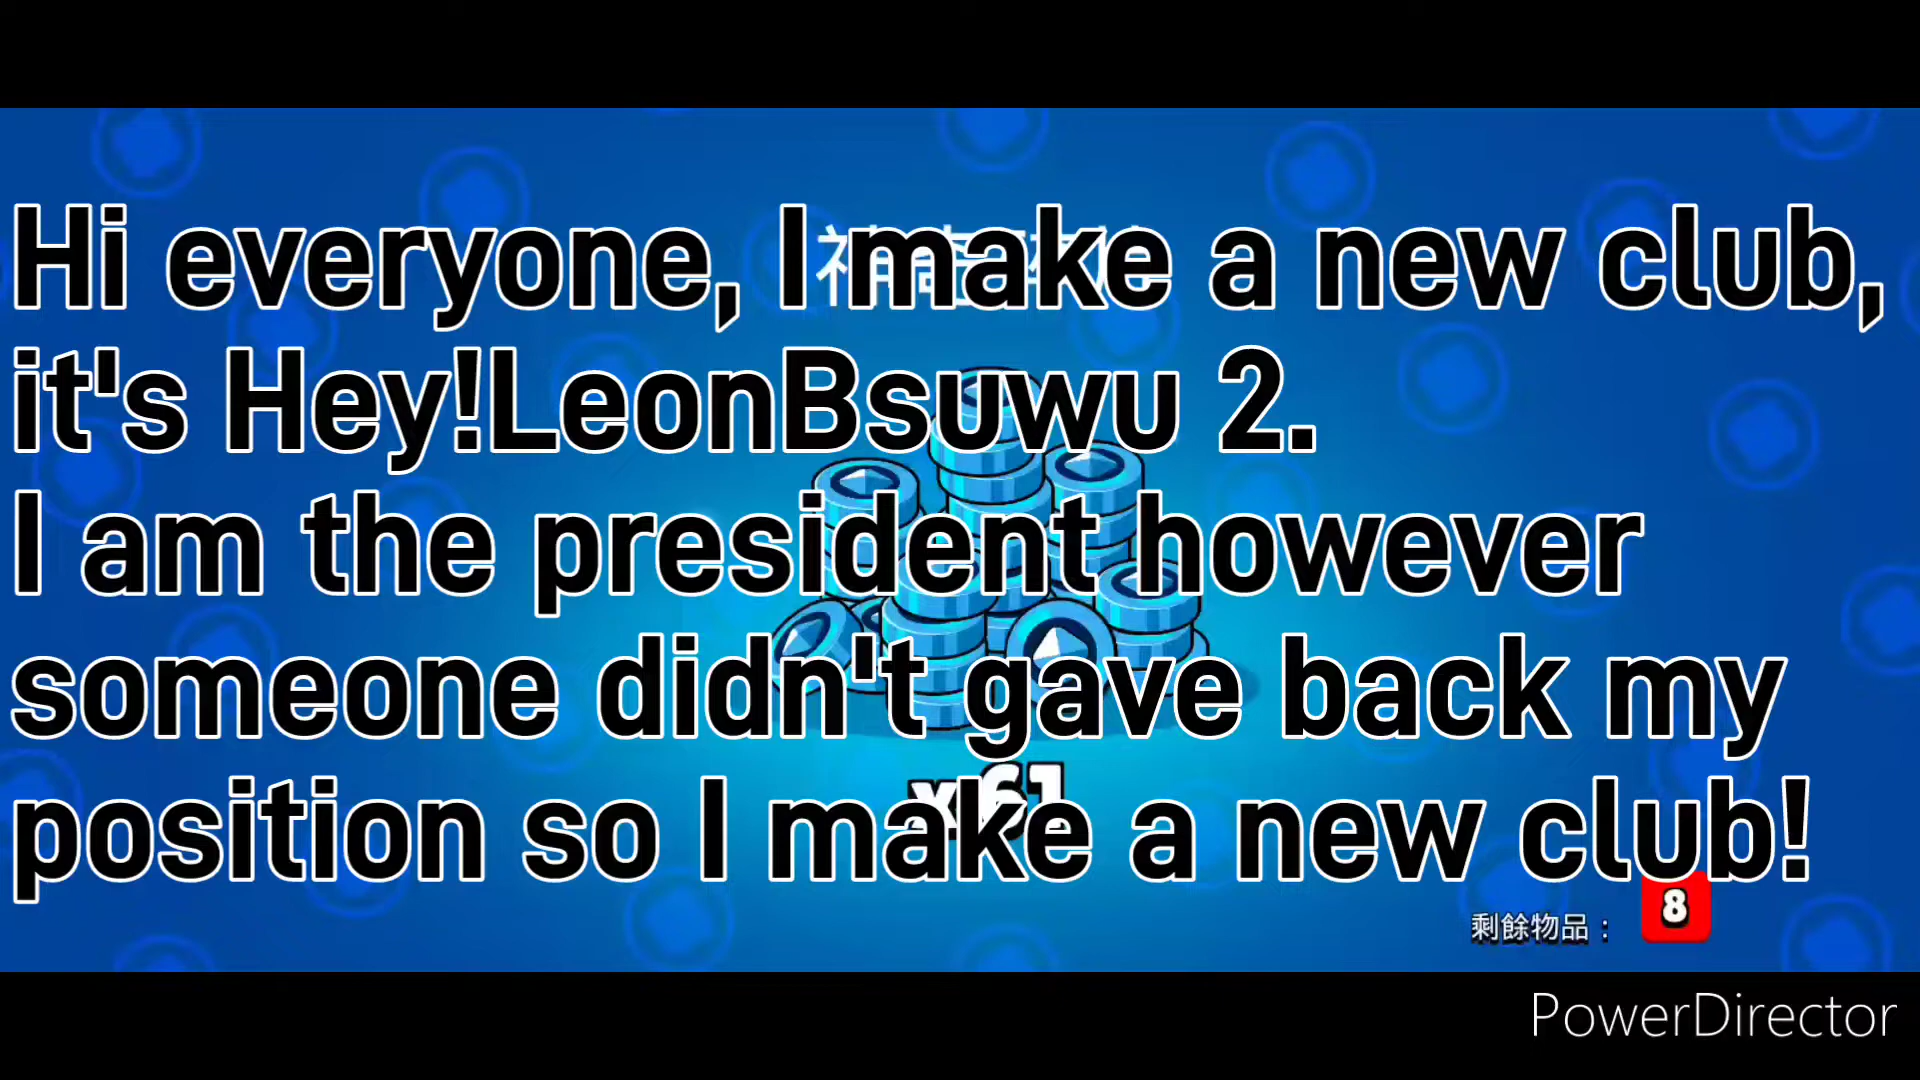 Hi everyone, I make a new club,
it's Hey!LeonBsuwu 2.
I am the president however
someone didn't gave back my
position so I make a new club!
x61
剩餘物品：
8
PowerDirector